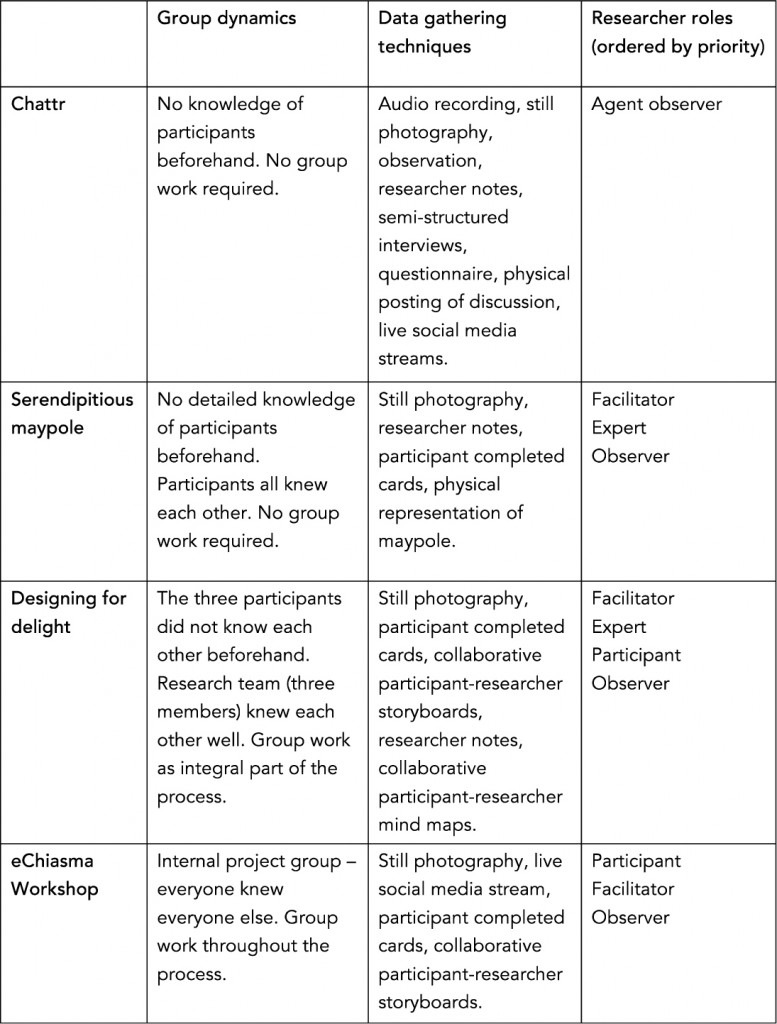 Group dynamics
Data gathering
techniques
Researcher roles
(ordered by priority)
Chattr
No knowledge of
participants
beforehand. No group
work required.
Audio recording, still
photography,
observation,
researcher notes,
semi-structured
interviews,
questionnaire, physical
posting of discussion,
live social media
streams.
Agent observer
Serendipitious
maypole
No detailed knowledge
of participants
beforehand.
Participants all knew
each other. No group
work required.
Still photography,
researcher notes,
participant completed
cards, physical
representation of
maypole.
Facilitator
Expert
Observer
Designing for
delight
The three participants
did not know each
other beforehand.
Research team (three
members) knew each
other well. Group work
as integral part of the
process.
Still photography,
participant completed
cards, collaborative
participant-researcher
storyboards,
researcher notes,
collaborative
participant-researcher
mind maps.
Facilitator
Expert
Participant
Observer
eChiasma
Workshop
Internal project group –
everyone knew
everyone else. Group
work throughout the
process.
Still photography, live
social media stream,
participant completed
cards, collaborative
participant-researcher
storyboards.
Participant
Facilitator
Observer